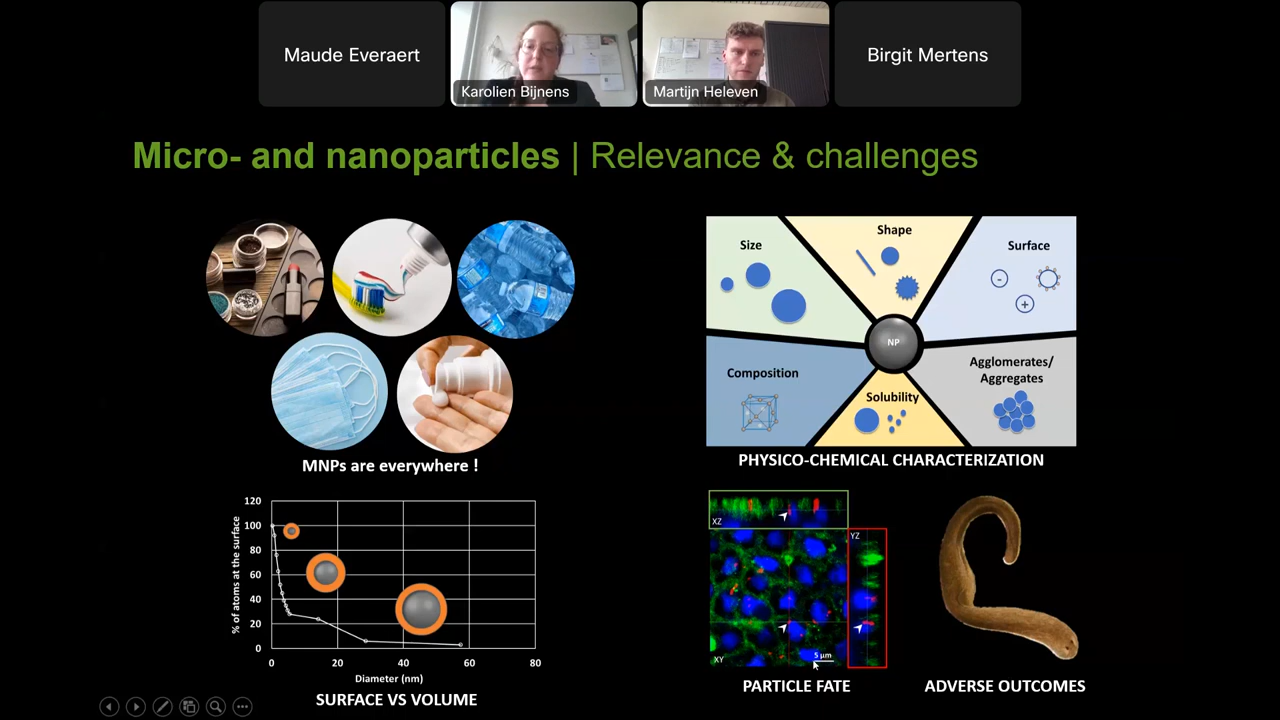 Maude Everaert
Karolien Bijnens
Martijn Heleven
Birgit Mertens
Micro- and nanoparticles | Relevance & challenges
MNPs are everywhere !
Size
Shape
Surface
-
+
NP
Composition
Solubility
Agglomerates/
Aggregates
PHYSICO-CHEMICAL CHARACTERIZATION
% of atoms at the surface
120
100
80
60
40
20
0
0 20 40 60 80
Diameter (nm)
SURFACE VS VOLUME
XZ
YZ
XY
5 µm
PARTICLE FATE
ADVERSE OUTCOMES